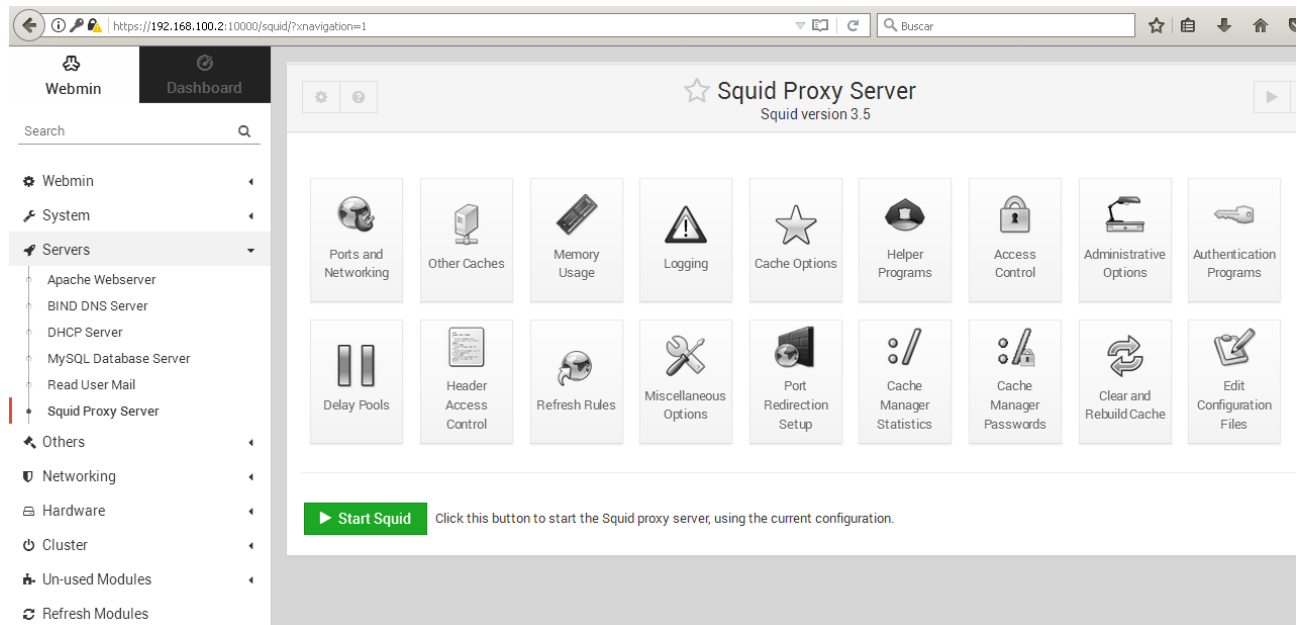 https://192.168.100.2:10000/squid/?xnavigation=1
Buscar
Webmin
Dashboard
Search
Webmin
System
Servers
Apache Webserver
BIND DNS Server
DHCP Server
MySQL Database Server
Read User Mail
Squid Proxy Server
Others
Networking
Hardware
Cluster
Un-used Modules
Refresh Modules
Squid Proxy Server
Squid version 3.5
Ports and
Networking
Other Caches
Memory
Usage
Logging
Cache Options
Helper
Programs
Access
Control
Administrative
Options
Authentication
Programs
Delay Pools
Header
Access
Control
Refresh Rules
Miscellaneous
Options
Port
Redirection
Setup
Cache
Manager
Statistics
Cache
Manager
Passwords
Clear and
Rebuild Cache
Edit
Configuration
Files
Start Squid
Click this button to start the Squid proxy server, using the current configuration.